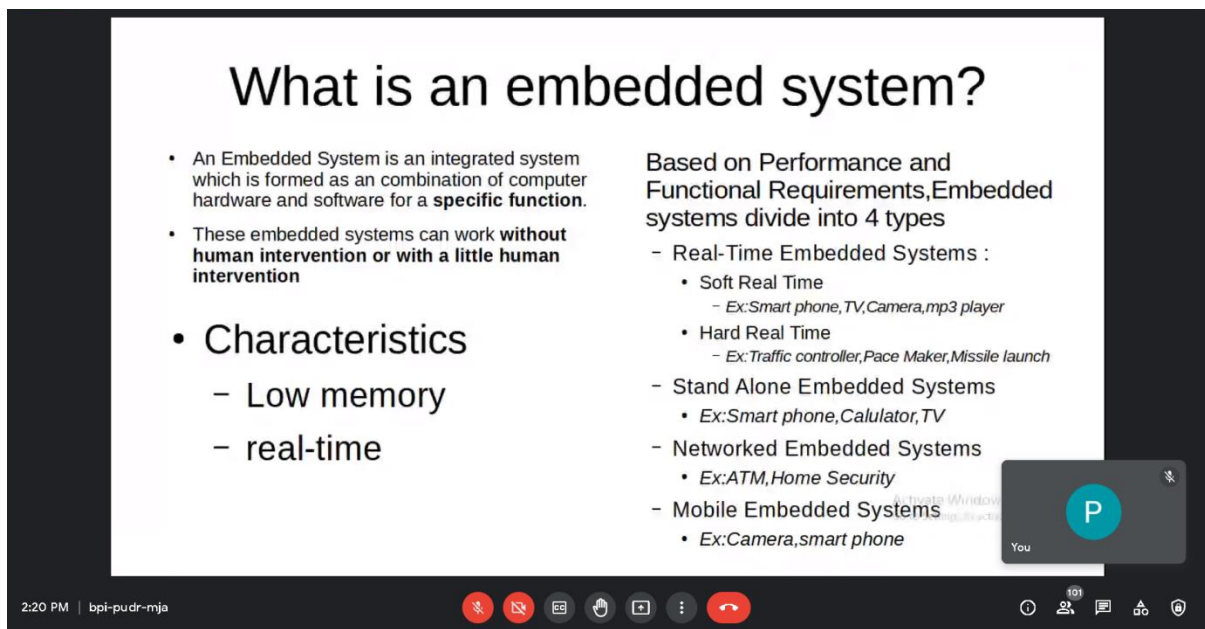 What is an embedded system?
• An Embedded System is an integrated system
which is formed as an combination of computer
hardware and software for a specific function.
• These embedded systems can work without
human intervention or with a little human
intervention
• Characteristics
– Low memory
– real-time
Based on Performance and
Functional Requirements,Embedded
systems divide into 4 types
– Real-Time Embedded Systems :
• Soft Real Time
– Ex:Smart phone,TV,Camera,mp3 player
• Hard Real Time
– Ex:Traffic controller,Pace Maker,Missile launch
– Stand Alone Embedded Systems
• Ex:Smart phone,Calulator,TV
– Networked Embedded Systems
• Ex:ATM,Home Security
Activate Window
– Mobile Embedded Systems
• Ex:Camera,smart phone
P
You
2:20 PM | bpi-pudr-mja
CC
101